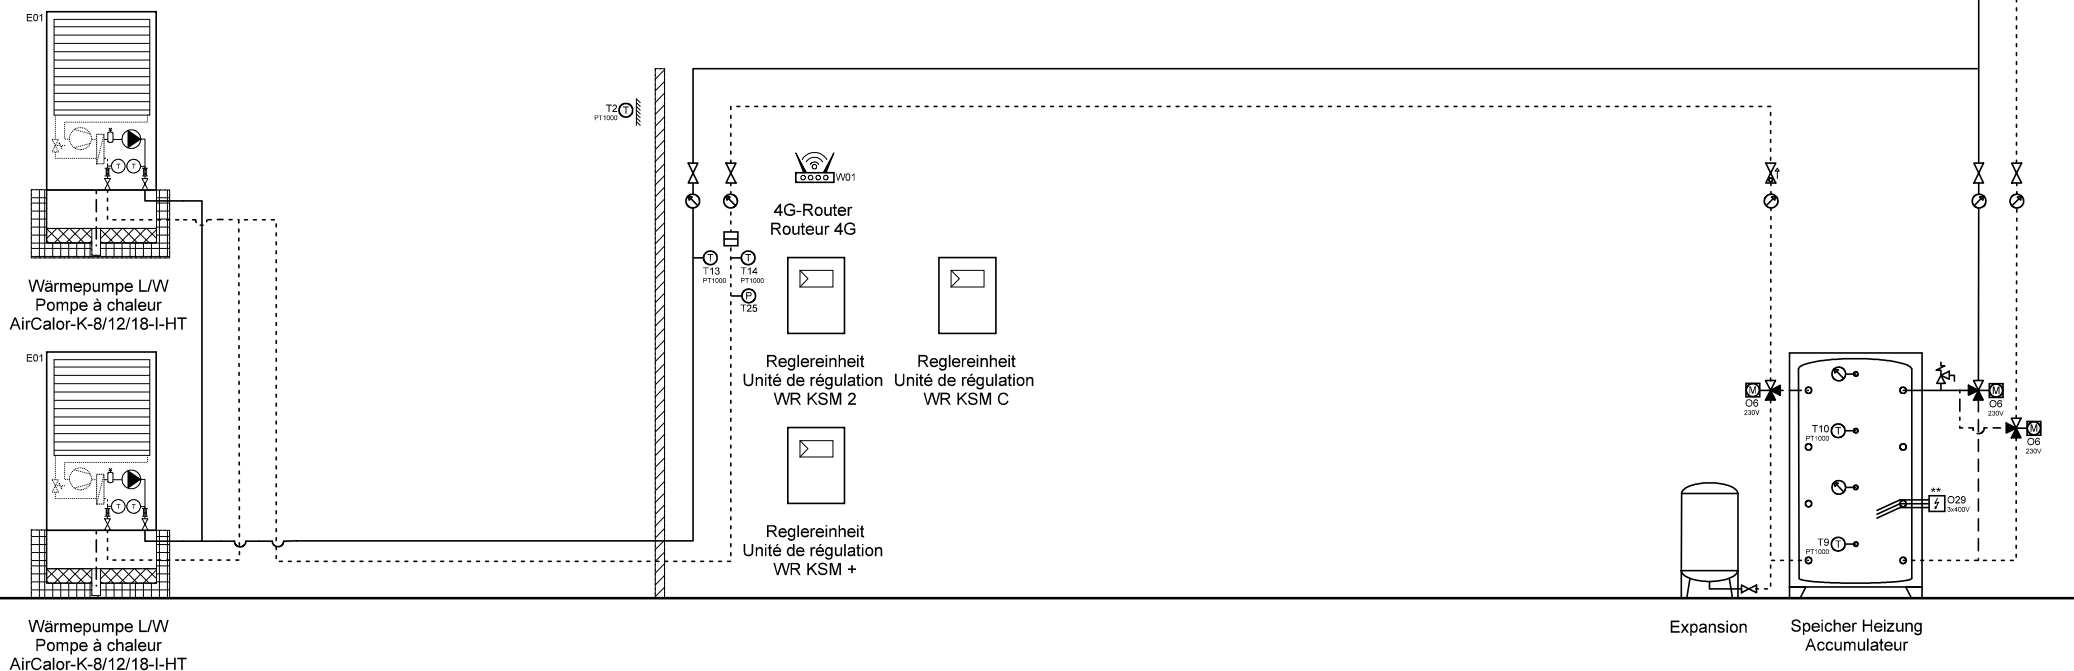 E01
T
T
Wärmepumpe L/W
Pompe à chaleur
AirCalor-K-8/12/18-I-HT
E01
T
T
Wärmepumpe L/W
Pompe à chaleur
AirCalor-K-8/12/18-I-HT
T2
T
PT1000
W01
4G-Router
Routeur 4G
T
T13
PT1000
T
T14
PT1000
P
T25
Reglereinheit
Unité de régulation
WR KSM 2
Reglereinheit
Unité de régulation
WR KSM C
Reglereinheit
Unité de régulation
WR KSM +
M
O6
230V
M
O6
230V
M
O6
230V
T10
T
PT1000
**
O29
3x400V
T9
T
PT1000
Expansion
Speicher Heizung
Accumulateur